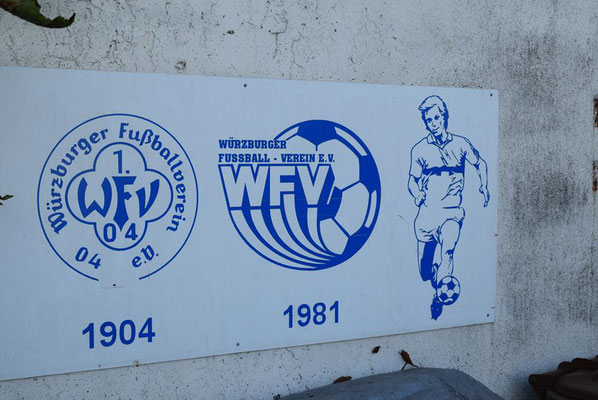 Würzburger Fußballverein
04 e.V.
1.
WFV
04
1904
WÜRZBURGER
FUSSBALL - VEREIN E.V.
WFV
1981